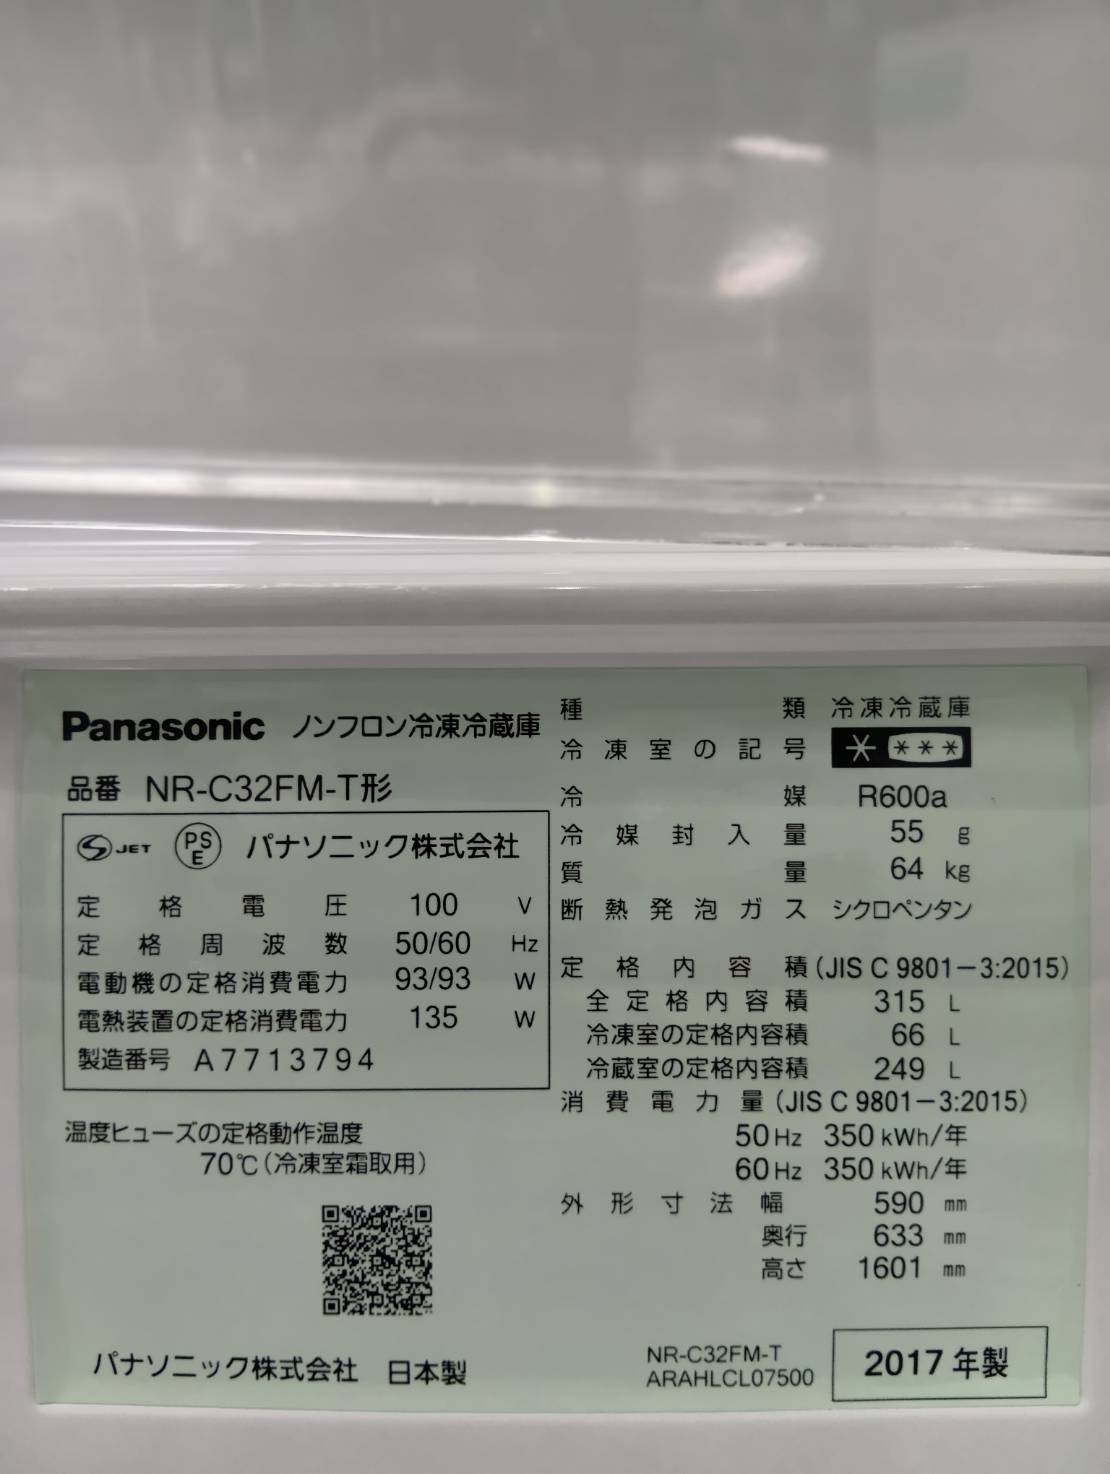 Panasonic ノンフロン冷凍冷蔵庫
品番 NR-C32FM-T形
S JET PSE パナソニック株式会社
定格電圧 100 V
定格周波数 50/60 Hz
電動機の定格消費電力 93/93 W
電熱装置の定格消費電力 135 W
製造番号 A7713794
温度ヒューズの定格動作温度
70℃(冷凍室霜取用)
パナソニック株式会社 日本製
種類 冷凍冷蔵庫
冷凍室の記号 * ***
冷媒 R600a
冷媒封入量 55 g
質量 64 kg
断熱発泡ガス シクロペンタン
定格内容積(JIS C 9801-3:2015)
全定格内容積 315 L
冷凍室の定格内容積 66 L
冷蔵室の定格内容積 249 L
消費電力量(JIS C 9801-3:2015)
50Hz 350 kWh/年
60Hz 350 kWh/年
外形寸法幅 590 mm
奥行 633 mm
高さ 1601 mm
NR-C32FM-T
ARAHLCL07500
2017年製